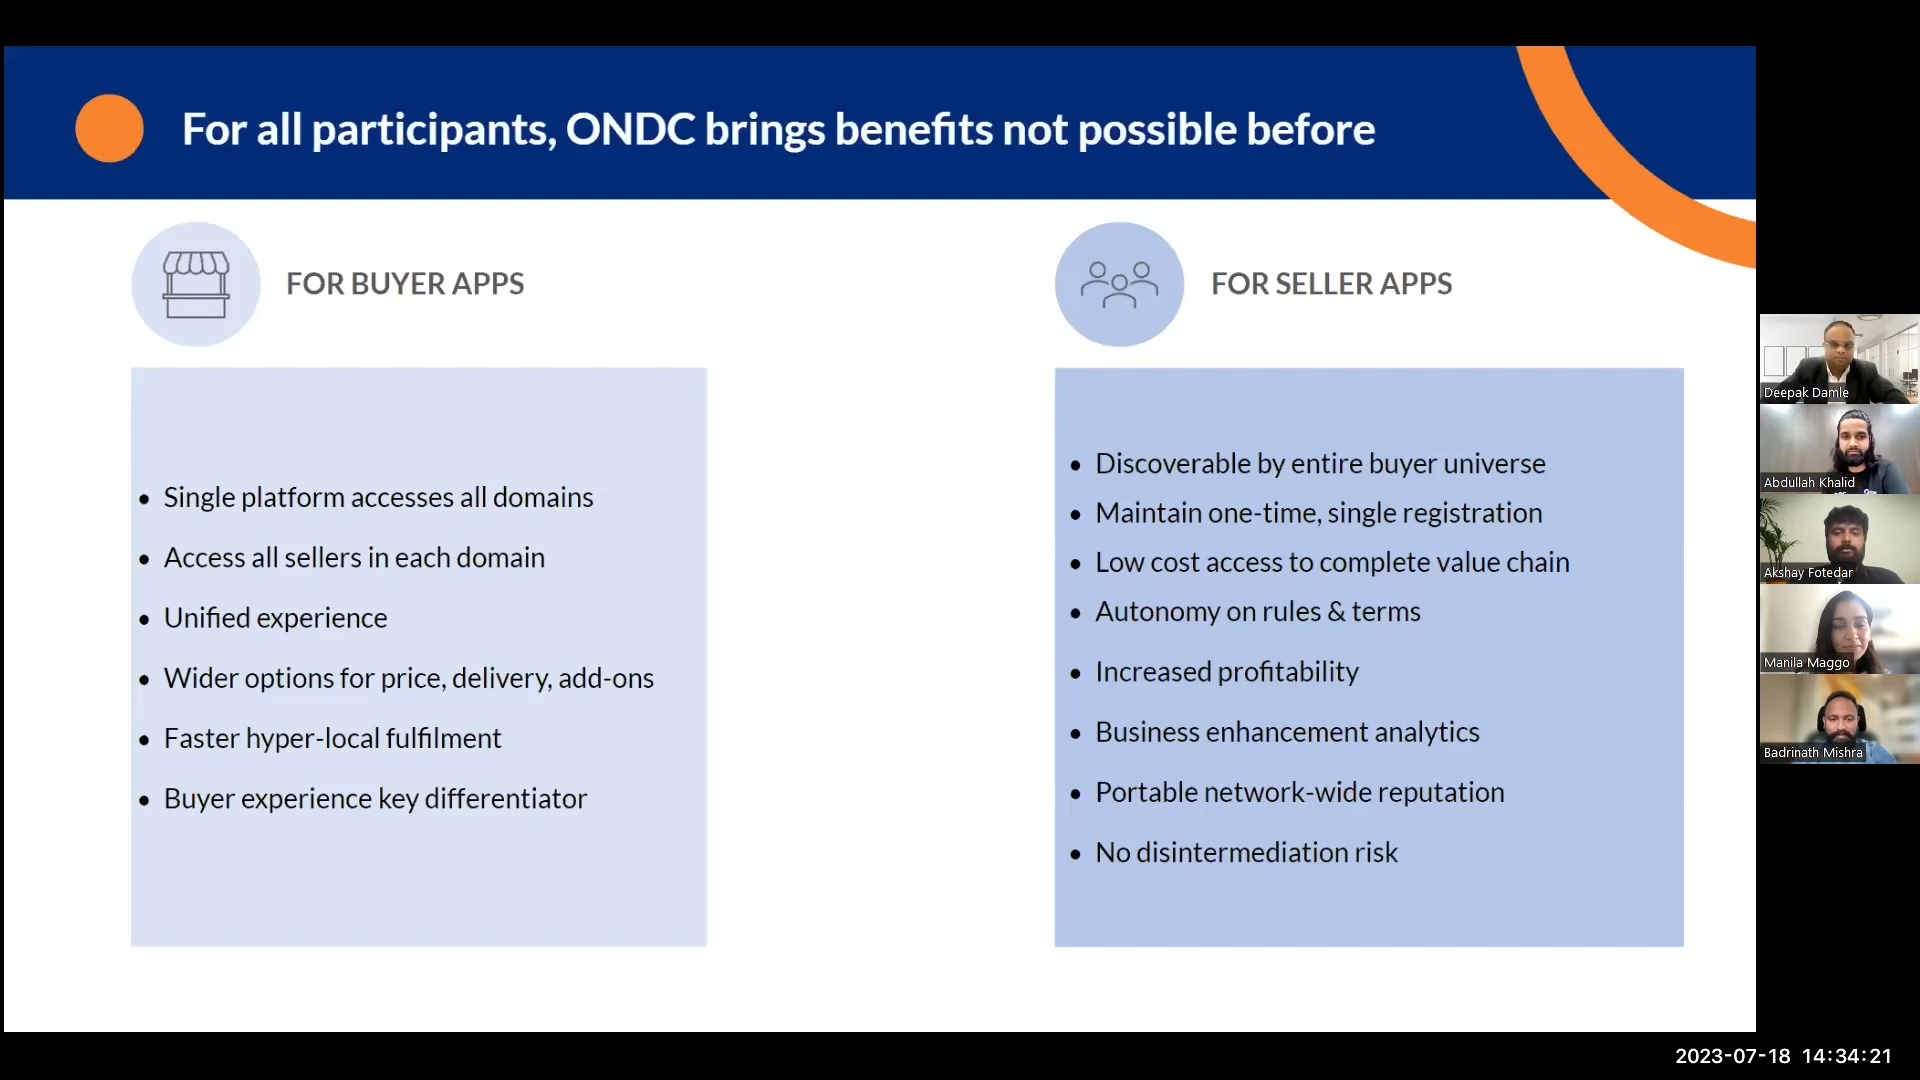 For all participants, ONDC brings benefits not possible before
FOR BUYER APPS
• Single platform accesses all domains
• Access all sellers in each domain
• Unified experience
• Wider options for price, delivery, add-ons
• Faster hyper-local fulfilment
• Buyer experience key differentiator
FOR SELLER APPS
• Discoverable by entire buyer universe
• Maintain one-time, single registration
• Low cost access to complete value chain
• Autonomy on rules & terms
• Increased profitability
• Business enhancement analytics
• Portable network-wide reputation
• No disintermediation risk
Deepak Damle
Abdullah Khalid
Akshay Fotedar
Manila Maggo
Badrinath Mishra
2023-07-18 14:34:21